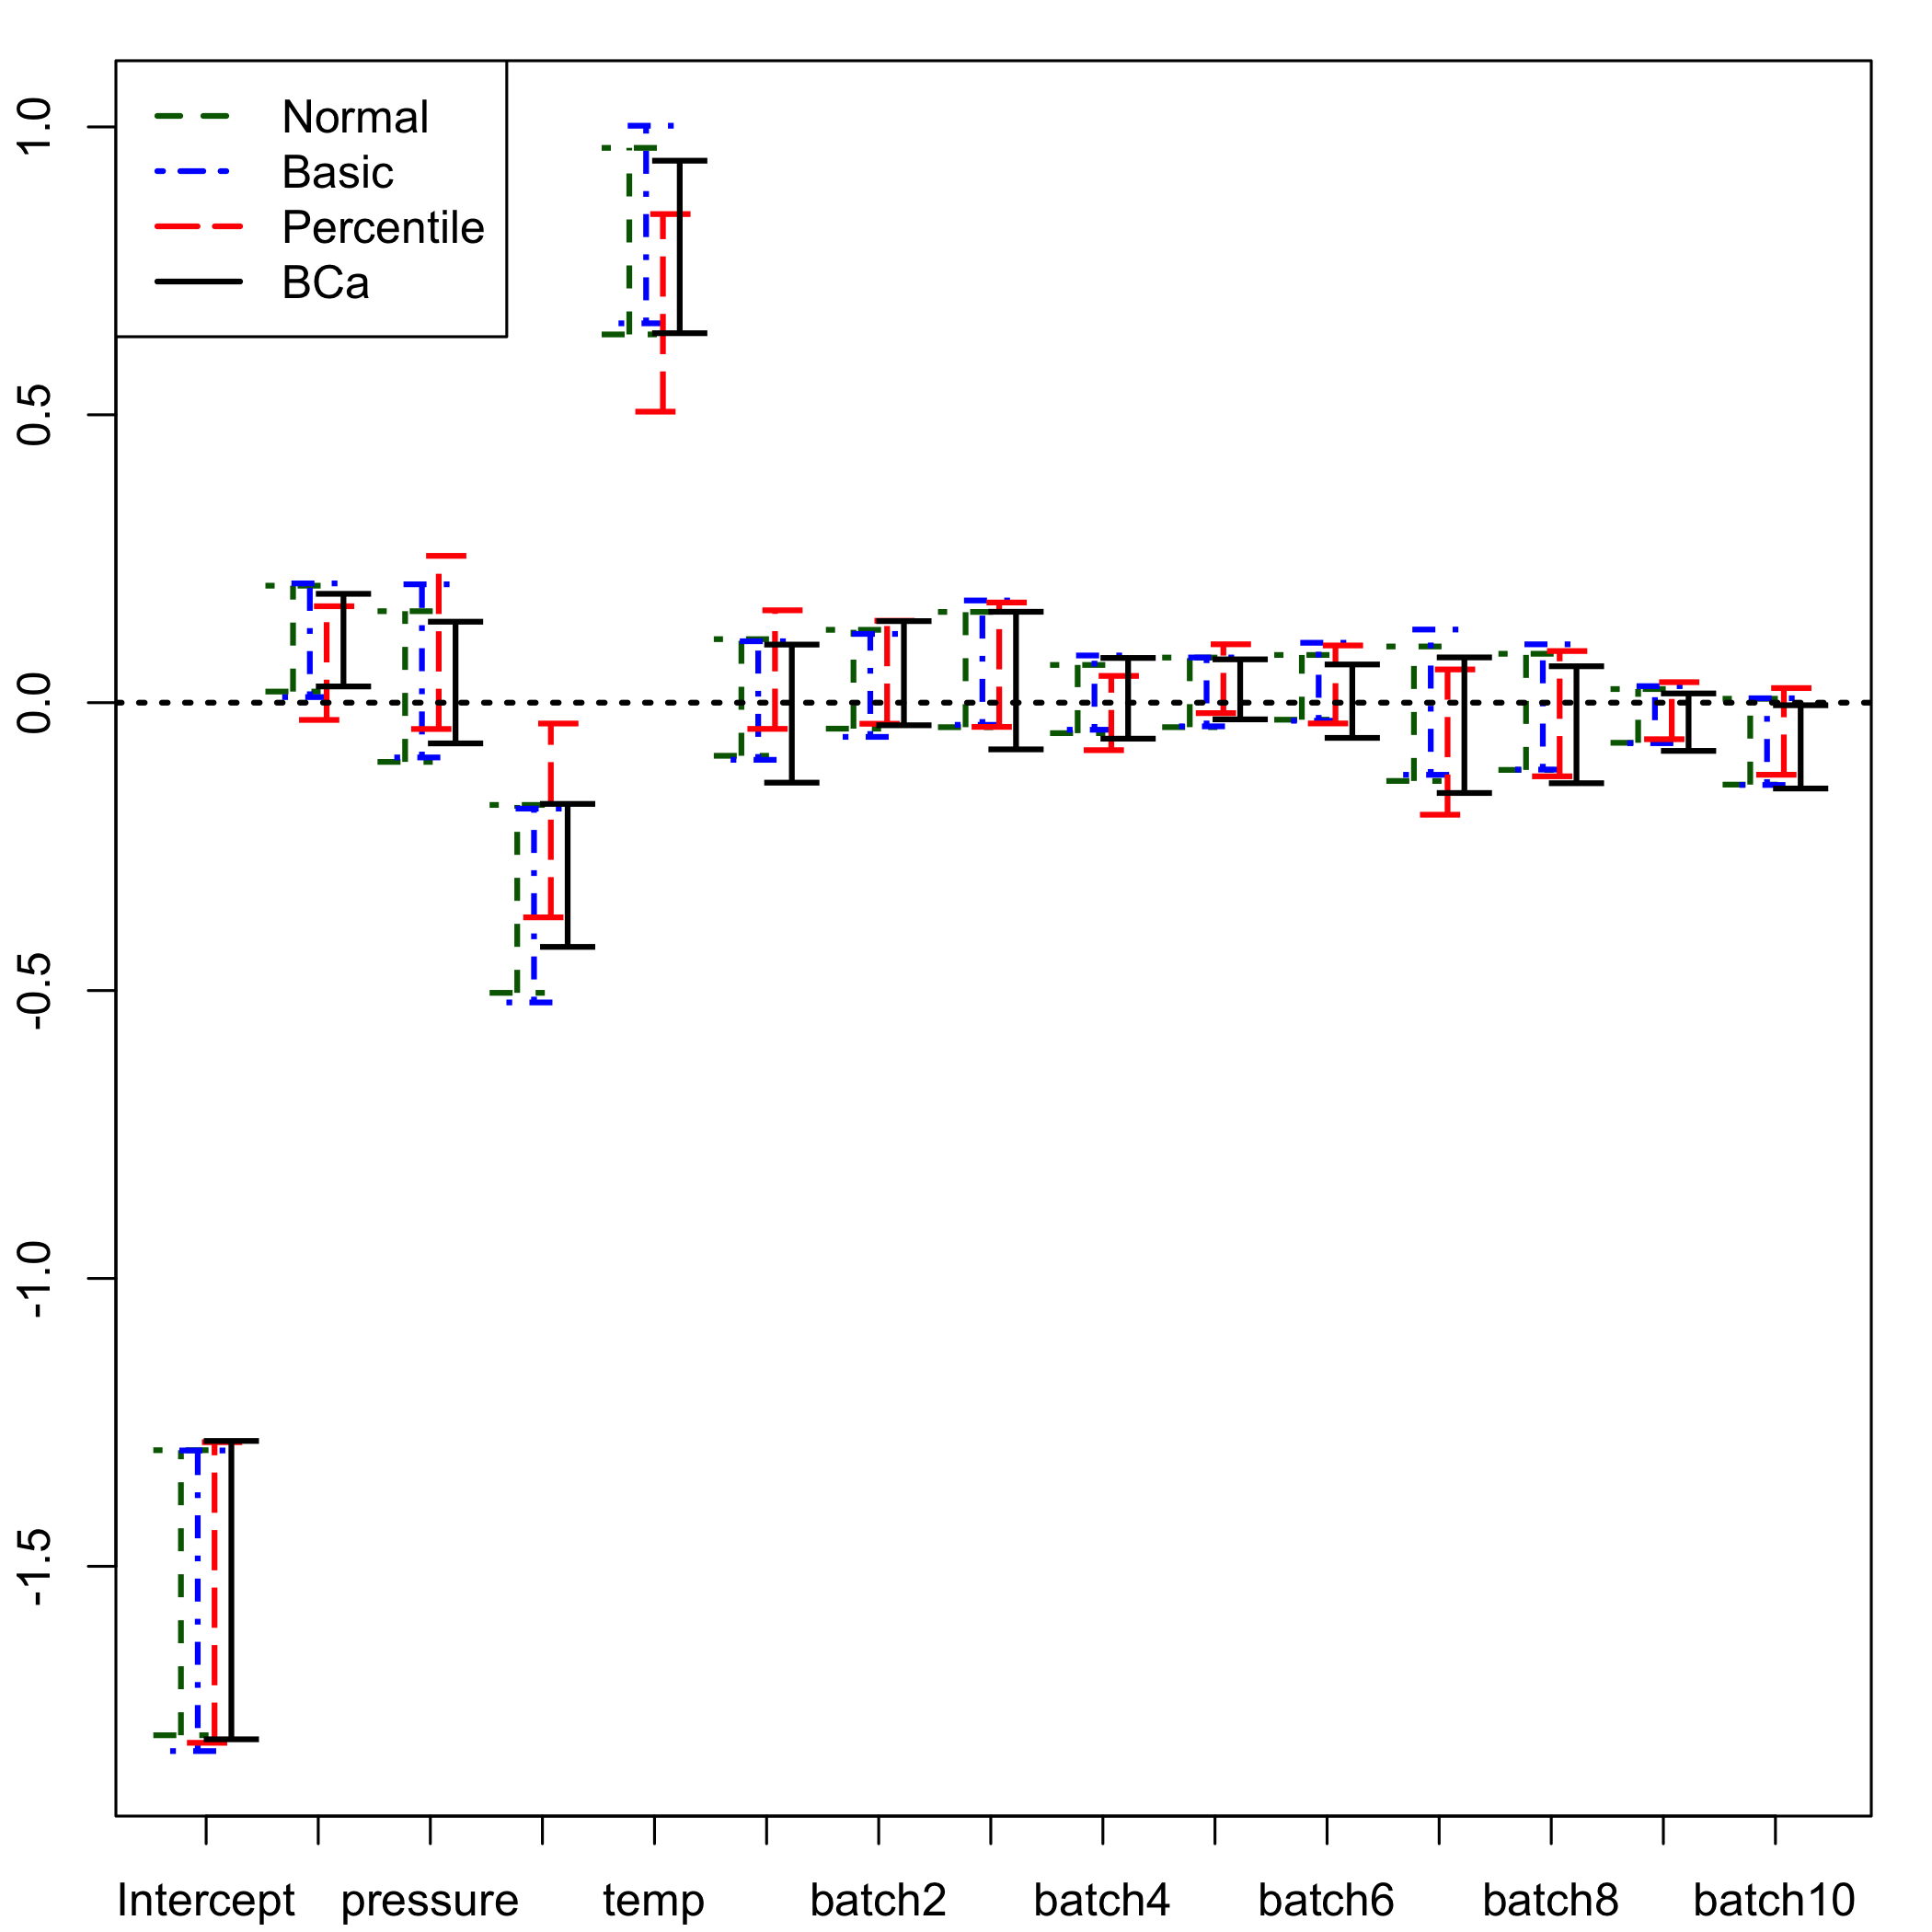 Normal
Basic
Percentile
BCa
1.0
0.5
0.0
-0.5
-1.0
-1.5
Intercept pressure temp batch2 batch4 batch6 batch8 batch10